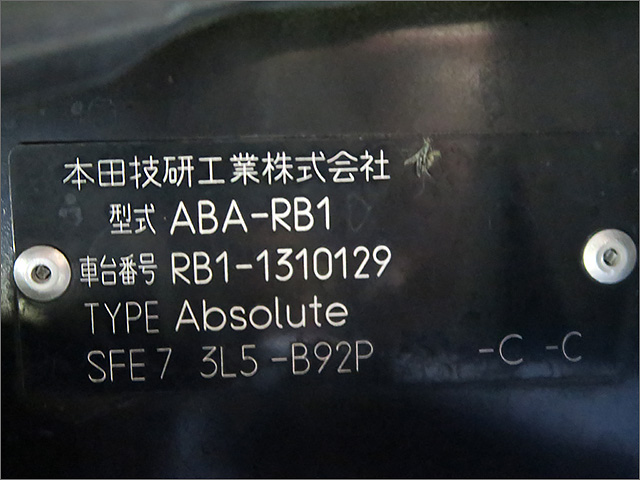 本田技研工業株式会社
型式 ABA-RB1
車台番号 RB1-1310129
TYPE Absolute
SFE7 3L5-B92P -C -C